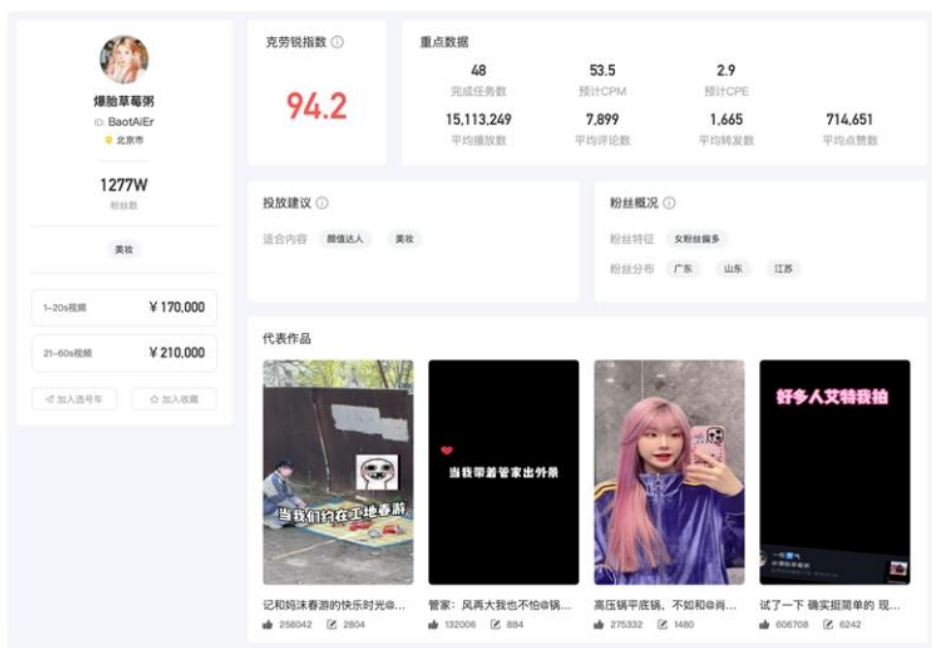 爆胎草莓粥
ID: BaotAiEr
北京市
1277W
粉丝数
美妆
1-20s视频 ¥170,000
21-60s视频 ¥210,000
加入选号车 加入收藏
克劳锐指数
94.2
重点数据
48 53.5 2.9
完成任务数 预计CPM 预计CPE
15,113,249 7,899 1,665 714,651
平均播放数 平均评论数 平均转发数 平均点赞数
投放建议
适合内容 颜值达人 美妆
粉丝概况
粉丝特征 女粉丝偏多
粉丝分布 广东 山东 江苏
代表作品
当我们约在工地春游
记和妈沫春游的快乐时光@...
258042 2804
当我带着管家出外景
管家：风再大我也不怕@锅...
132006 884
高压锅平底锅，不如和@肖...
275332 1480
好多人艾特我拍
试了一下 确实挺简单的 现...
606708 6242